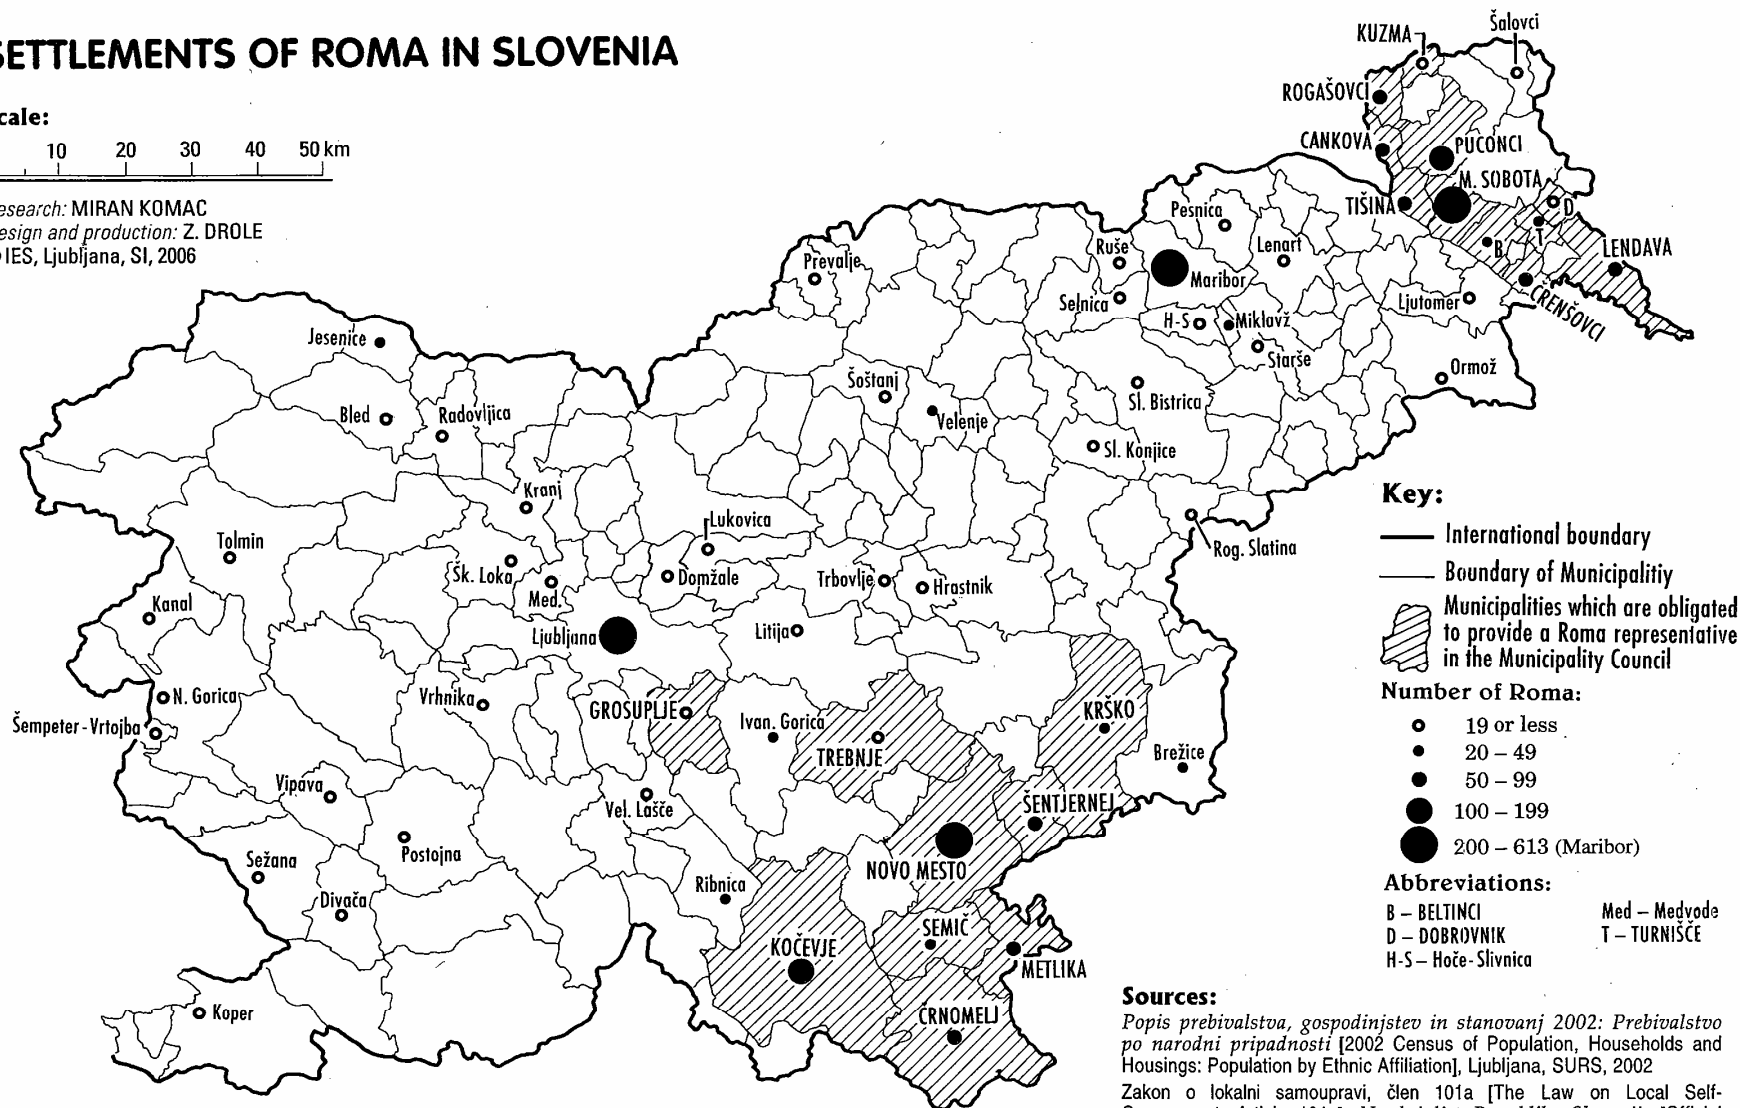 SETTLEMENTS OF ROMA IN SLOVENIA
cale:
10 20 30 40 50 km
esearch: MIRAN KOMAC
esign and production: Z. DROLE
IES, Ljubljana, SI, 2006
KUZMA
Šalovci
ROGAŠOVCI
CANKOVA
PUCONCI
M. SOBOTA
TIŠINA
D
T
B
LENDAVA
ČRENŠOVCI
Pesnica
Ruše
Lenart
Prevalje
Maribor
Selnica
Ljutomer
H-S
Miklavž
Starše
Jesenice
Ormož
Šoštanj
Sl. Bistrica
Bled
Radovljica
Velenje
Sl. Konjice
Kranj
Lukovica
Rog. Slatina
Tolmin
Šk. Loka
Med.
Domžale
Trbovlje
Hrastnik
Kanal
Ljubljana
Litija
N. Gorica
Vrhnika
GROSUPLJE
Ivan. Gorica
KRŠKO
Šempeter-Vrtojba
TREBNJE
Brežice
Vipava
Vel. Lašče
ŠENTJERNEJ
Postojna
Sežana
NOVO MESTO
Ribnica
Divača
SEMIČ
KOČEVJE
METLIKA
Koper
ČRNOMELJ
Key:
International boundary
Boundary of Municipalitiy
Municipalities which are obligated
to provide a Roma representative
in the Municipality Council
Number of Roma:
19 or less
20 – 49
50 – 99
100 – 199
200 – 613 (Maribor)
Abbreviations:
B – BELTINCI Med – Medvode
D – DOBROVNIK T – TURNIŠČE
H-S – Hoče-Slivnica
Sources:
Popis prebivalstva, gospodinjstev in stanovanj 2002: Prebivalstvo
po narodni pripadnosti [2002 Census of Population, Households and
Housings: Population by Ethnic Affiliation], Ljubljana, SURS, 2002
Zakon o lokalni samoupravi, člen 101a [The Law on Local Self-